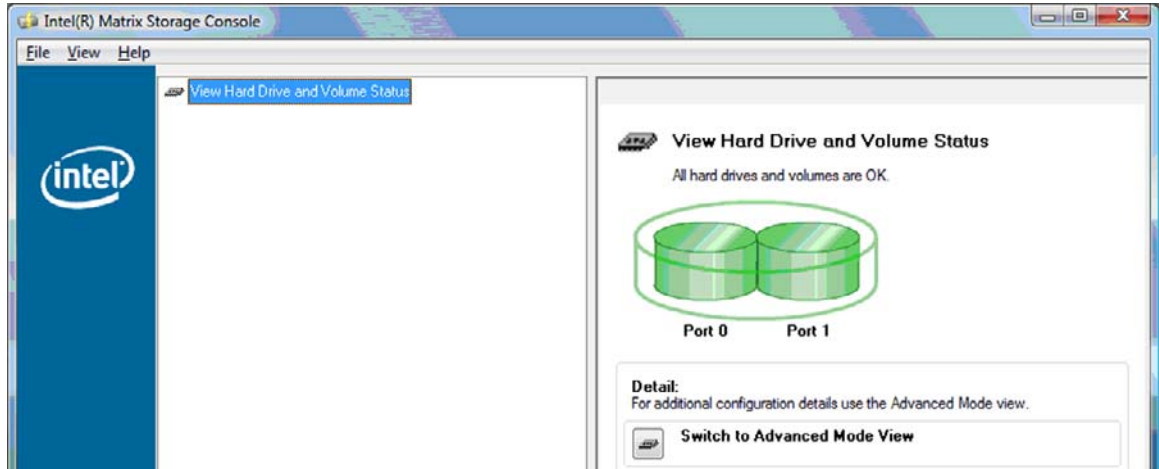 Intel(R) Matrix Storage Console
File View Help
View Hard Drive and Volume Status
intel
View Hard Drive and Volume Status
All hard drives and volumes are OK.
Port 0 Port 1
Detail:
For additional configuration details use the Advanced Mode view.
Switch to Advanced Mode View